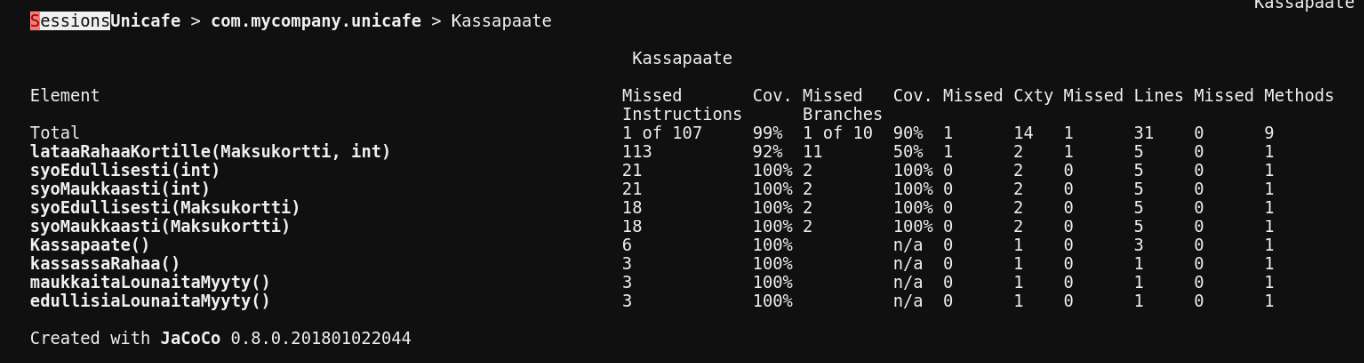 Kassapaate
SessionsUnicafe > com.mycompany.unicafe > Kassapaate
Kassapaate
Element Missed Cov. Missed Cov. Missed Cxty Missed Lines Missed Methods
Instructions Branches
Total 1 of 107 99% 1 of 10 90% 1 14 1 31 0 9
lataaRahaaKortille(Maksukortti, int) 113 92% 11 50% 1 2 1 5 0 1
syoEdullisesti(int) 21 100% 2 100% 0 2 0 5 0 1
syoMaukkaasti(int) 21 100% 2 100% 0 2 0 5 0 1
syoEdullisesti(Maksukortti) 18 100% 2 100% 0 2 0 5 0 1
syoMaukkaasti(Maksukortti) 18 100% 2 100% 0 2 0 5 0 1
Kassapaate() 6 100% n/a 0 1 0 3 0 1
kassassaRahaa() 3 100% n/a 0 1 0 1 0 1
maukkaitaLounaitaMyyty() 3 100% n/a 0 1 0 1 0 1
edullisiaLounaitaMyyty() 3 100% n/a 0 1 0 1 0 1
Created with JaCoCo 0.8.0.201801022044